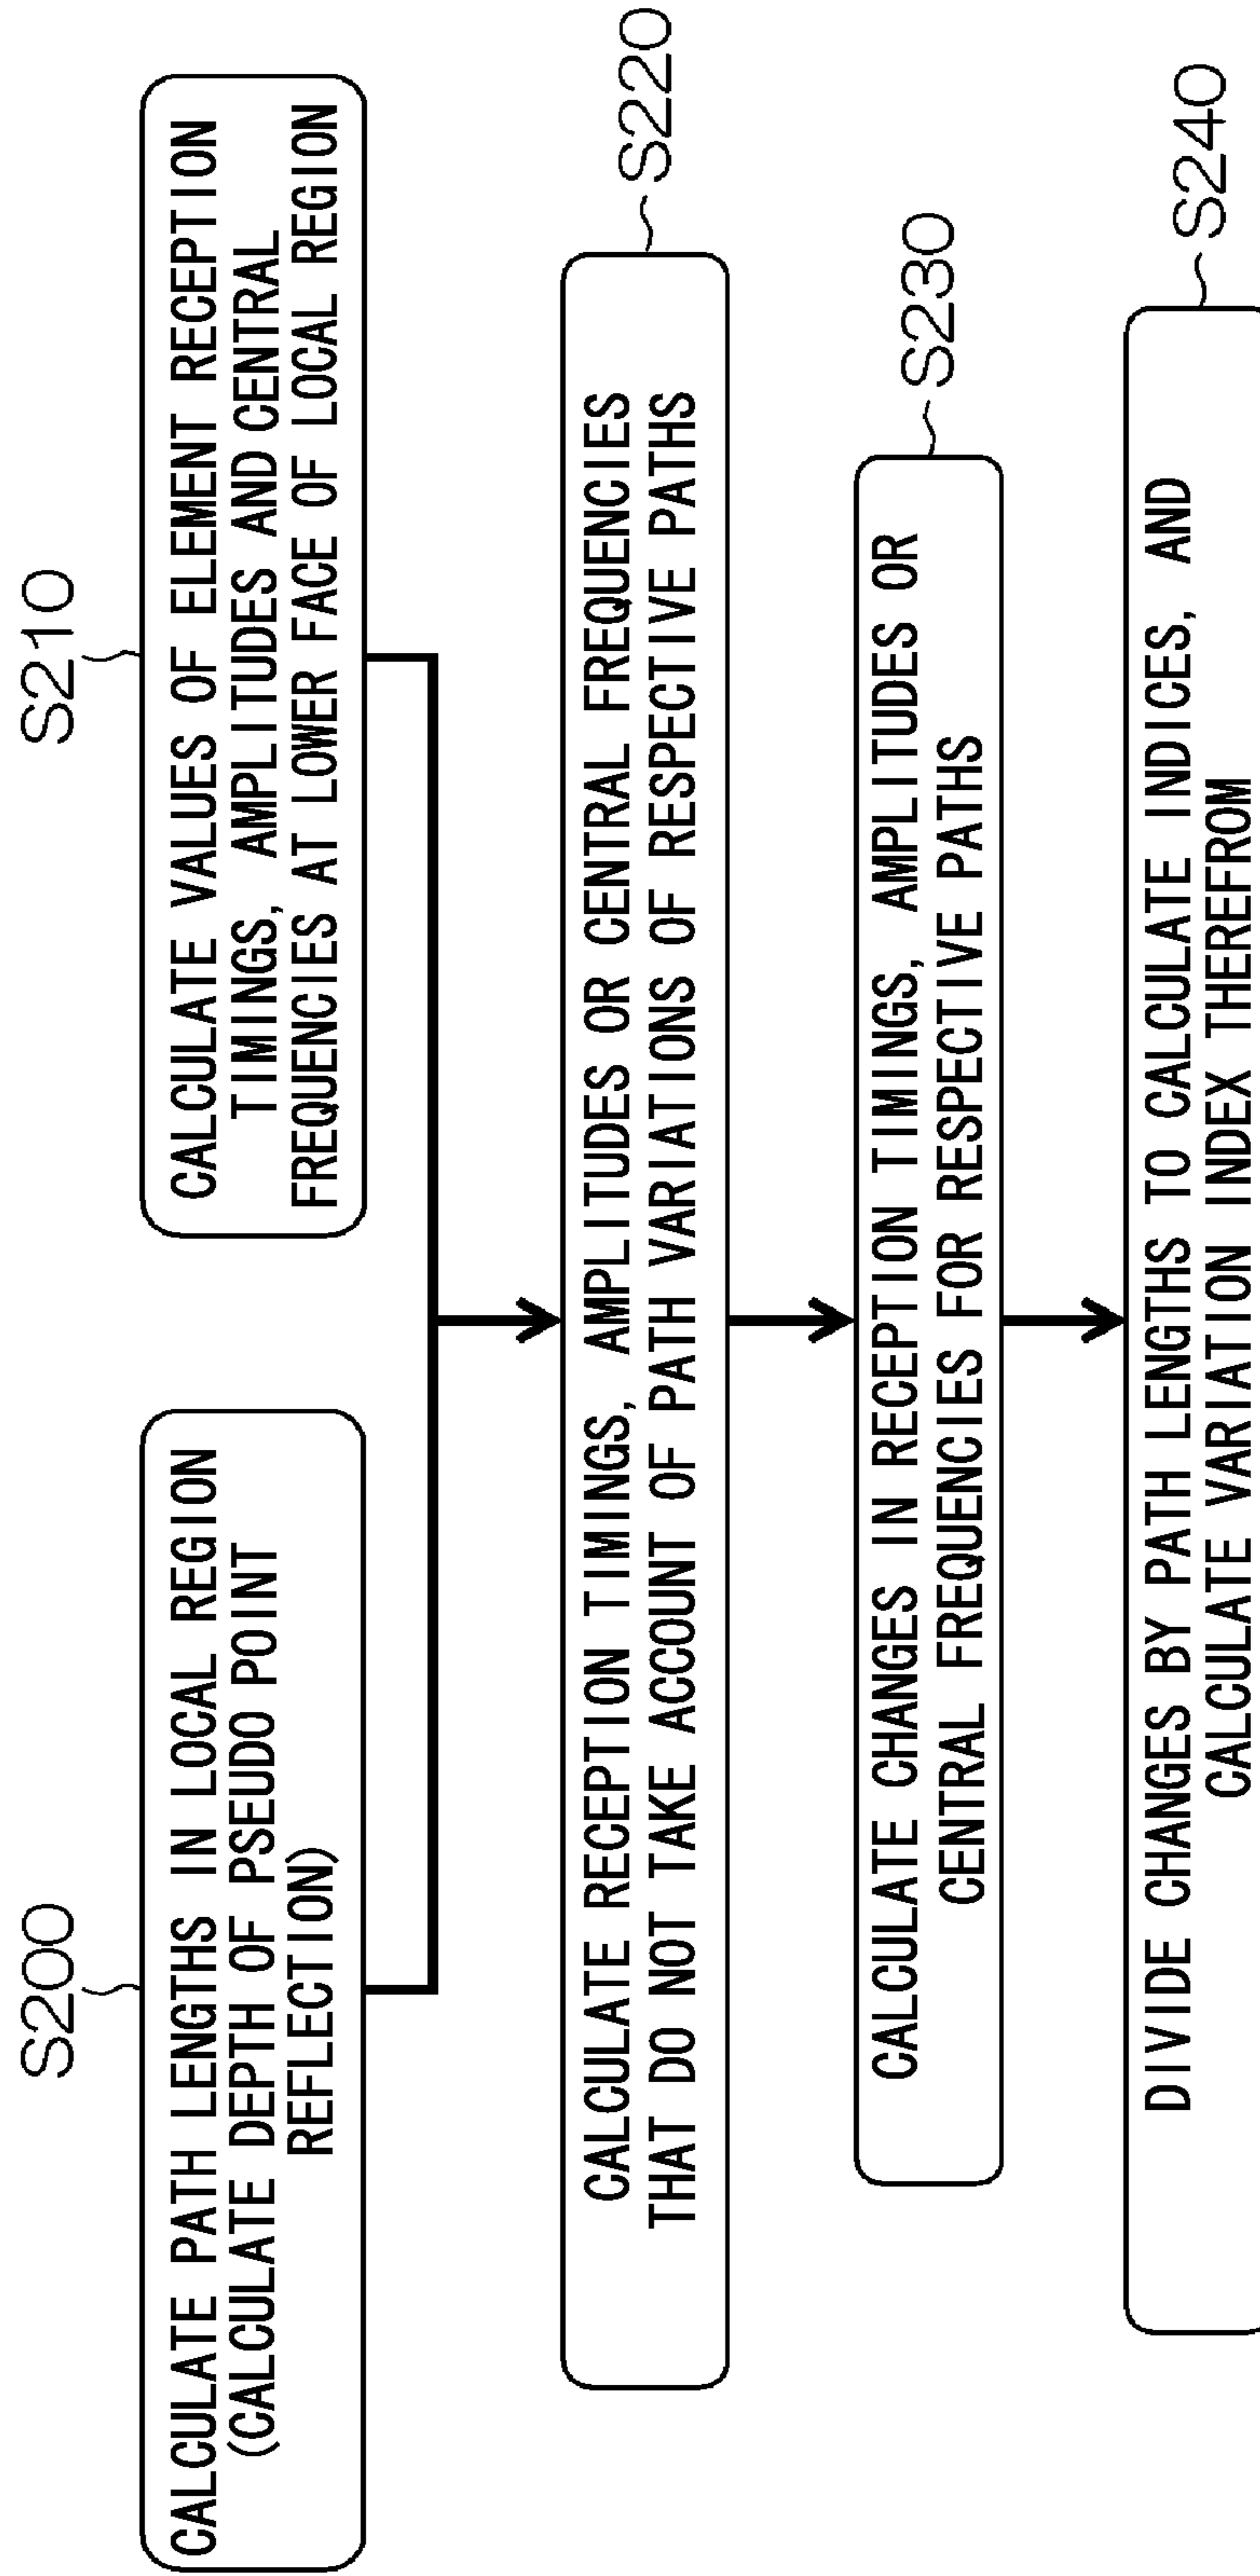 S200
CALCULATE PATH LENGTHS IN LOCAL REGION
(CALCULATE DEPTH OF PSEUDO POINT
REFLECTION)
S210
CALCULATE VALUES OF ELEMENT RECEPTION
TIMINGS, AMPLITUDES AND CENTRAL
FREQUENCIES AT LOWER FACE OF LOCAL REGION
S220
CALCULATE RECEPTION TIMINGS, AMPLITUDES OR CENTRAL FREQUENCIES
THAT DO NOT TAKE ACCOUNT OF PATH VARIATIONS OF RESPECTIVE PATHS
S230
CALCULATE CHANGES IN RECEPTION TIMINGS, AMPLITUDES OR
CENTRAL FREQUENCIES FOR RESPECTIVE PATHS
S240
DIVIDE CHANGES BY PATH LENGTHS TO CALCULATE INDICES, AND
CALCULATE VARIATION INDEX THEREFROM